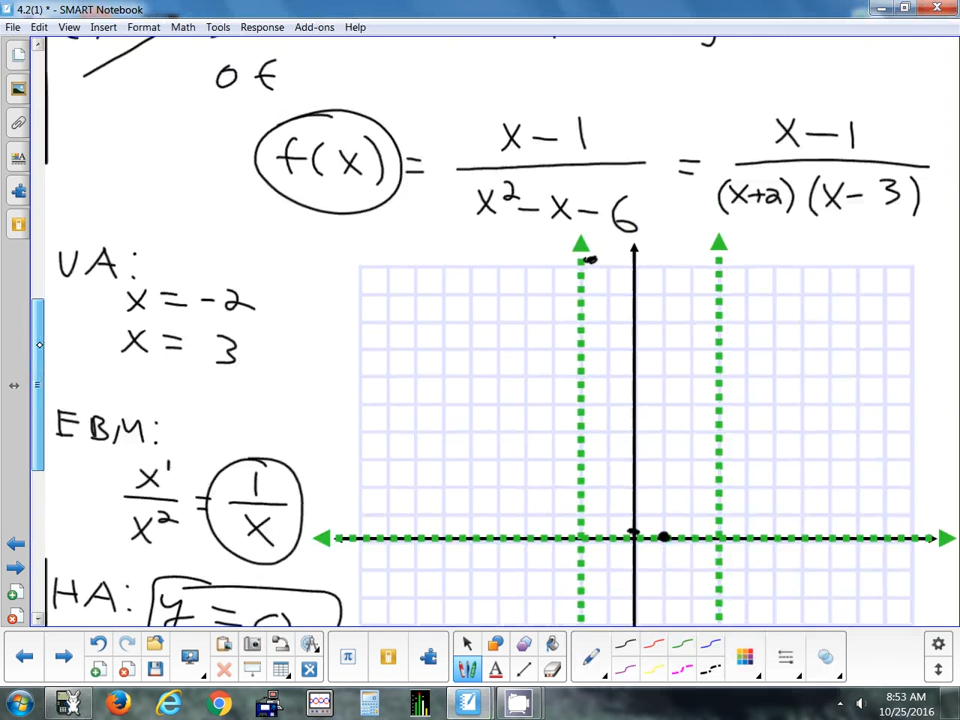 4.2(1) * - SMART Notebook
File Edit View Insert Format Math Tools Response Add-ons Help
of
f(x) = x-1 / x²-x-6 = x-1 / (x+2)(x-3)
VA:
x = -2
x = 3
EBM:
x¹/x² = 1/x
HA: y = 0
8:53 AM
10/25/2016